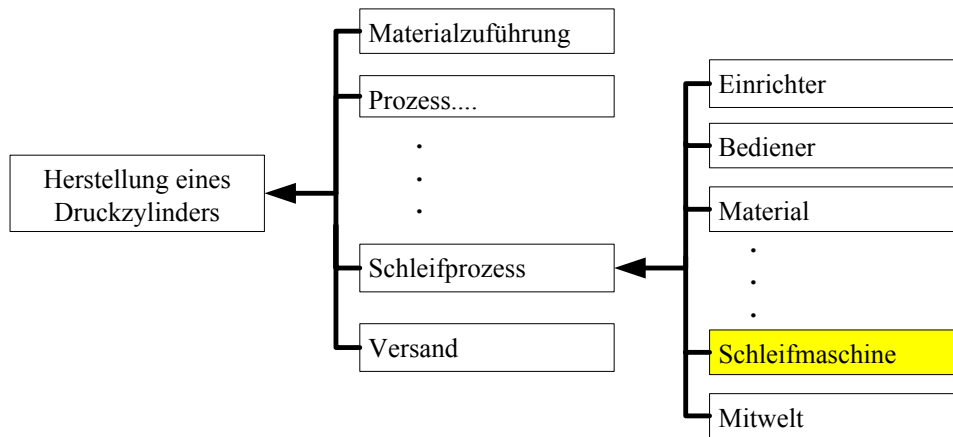 Herstellung eines
Druckzylinders
Materialzuführung
Prozess....
.
.
.
Schleifprozess
Versand
Einrichter
Bediener
Material
.
.
.
Schleifmaschine
Mitwelt